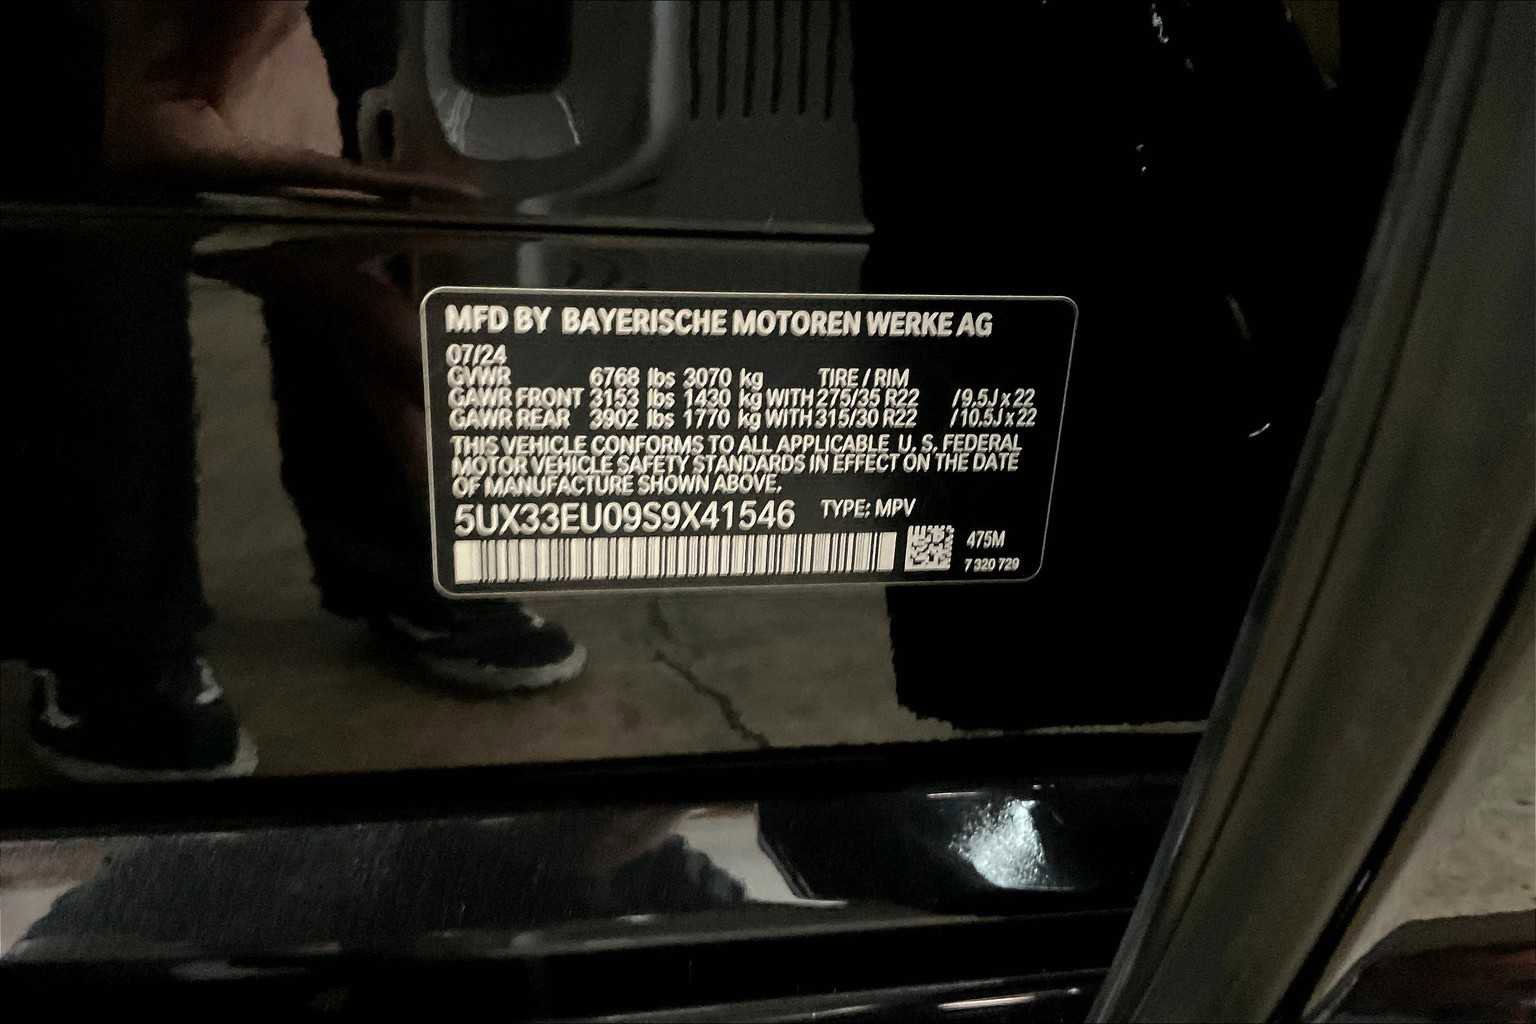 MFD BY BAYERISCHE MOTOREN WERKE AG
07/24
GVWR 6768 lbs 3070 kg TIRE / RIM
GAWR FRONT 3153 lbs 1430 kg WITH 275/35 R22 /9.5J x 22
GAWR REAR 3902 lbs 1770 kg WITH 315/30 R22 /10.5J x 22
THIS VEHICLE CONFORMS TO ALL APPLICABLE U. S. FEDERAL
MOTOR VEHICLE SAFETY STANDARDS IN EFFECT ON THE DATE
OF MANUFACTURE SHOWN ABOVE.
5UX33EU09S9X41546 TYPE: MPV
475M
7 320 729